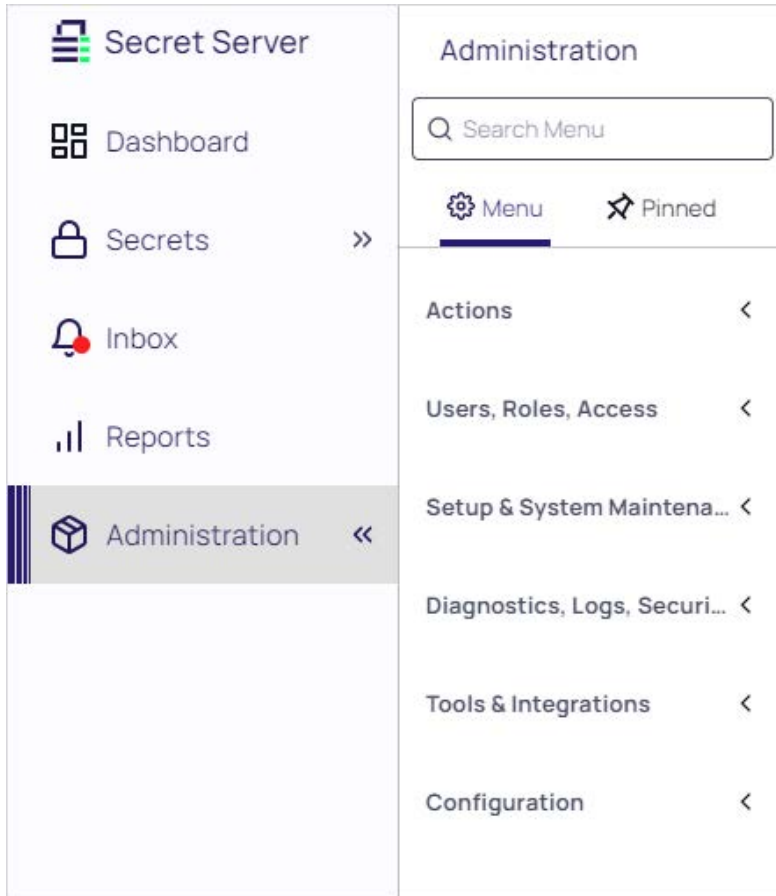 Secret Server
Dashboard
Secrets
Inbox
Reports
Administration
Administration
Search Menu
Menu
Pinned
Actions
Users, Roles, Access
Setup & System Maintena...
Diagnostics, Logs, Securi...
Tools & Integrations
Configuration